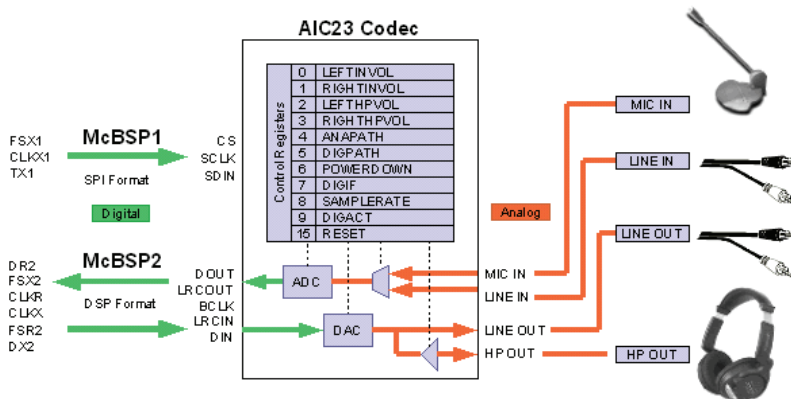 AIC23 Codec
Control Registers
0 LEFTINVOL
1 RIGHTINVOL
2 LEFTHPVOL
3 RIGHTHPVOL
4 ANAPATH
5 DIGPATH
6 POWERDOWN
7 DIGIF
8 SAMPLERATE
9 DIGACT
15 RESET
FSX1
CLKX1
TX1
McBSP1
SPI Format
CS
SCLK
SDIN
Digital
Analog
DR2
FSX2
CLKR
CLKX
FSR2
DX2
McBSP2
DSP Format
DOUT
LRCOUT
BCLK
LRCIN
DIN
ADC
DAC
MIC IN
LINE IN
LINE OUT
HP OUT
MIC IN
LINE IN
LINE OUT
HP OUT